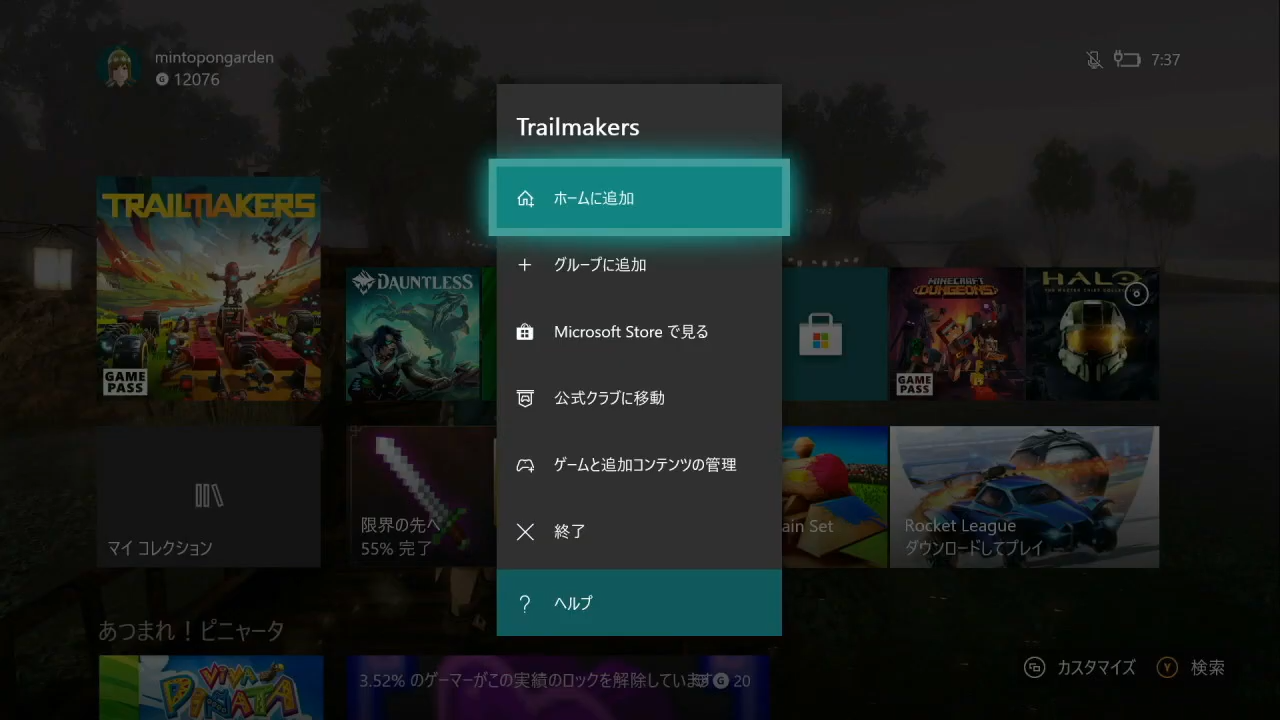 mintopongarden
G 12076
7:37
Trailmakers
ホームに追加
グループに追加
Microsoft Store で見る
公式クラブに移動
ゲームと追加コンテンツの管理
終了
? ヘルプ
TRAILMAKERS
GAME
PASS
DAUNTLESS
MINECRAFT
DUNGEONS
GAME
PASS
HALO
THE MASTER CHIEF COLLECTION
マイ コレクション
限界の先へ
55% 完了
ain Set
Rocket League
ダウンロードしてプレイ
あつまれ！ピニャータ
VIVA
PIÑATA
3.52% のゲーマーがこの実績のロックを解除しています
G 20
カスタマイズ
Y 検索